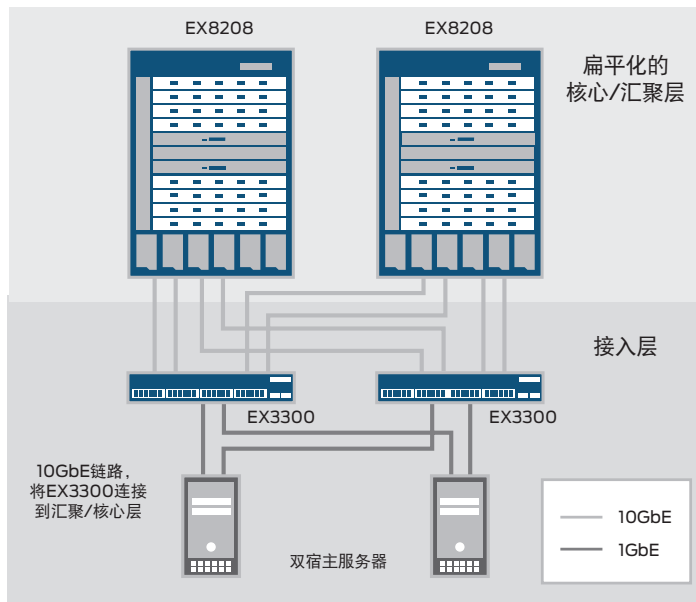 EX8208
EX8208
扁平化的
核心/汇聚层
接入层
EX3300
EX3300
10GbE链路，
将EX3300连接
到汇聚/核心层
双宿主服务器
10GbE
1GbE